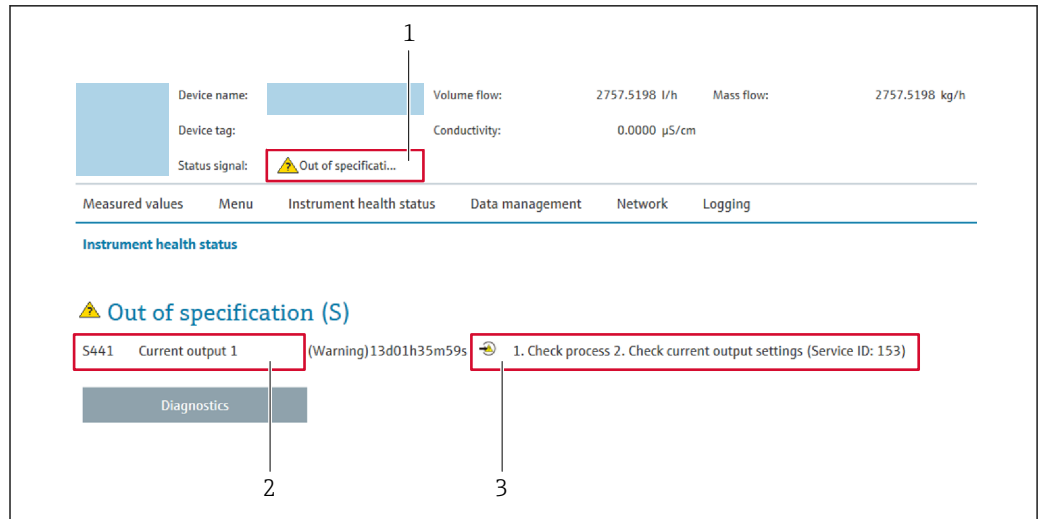 1
Device name: Volume flow: 2757.5198 l/h Mass flow: 2757.5198 kg/h
Device tag: Conductivity: 0.0000 µS/cm
Status signal: Out of specificati...
Measured values Menu Instrument health status Data management Network Logging
Instrument health status
Out of specification (S)
S441 Current output 1 (Warning)13d01h35m59s 1. Check process 2. Check current output settings (Service ID: 153)
Diagnostics
2 3